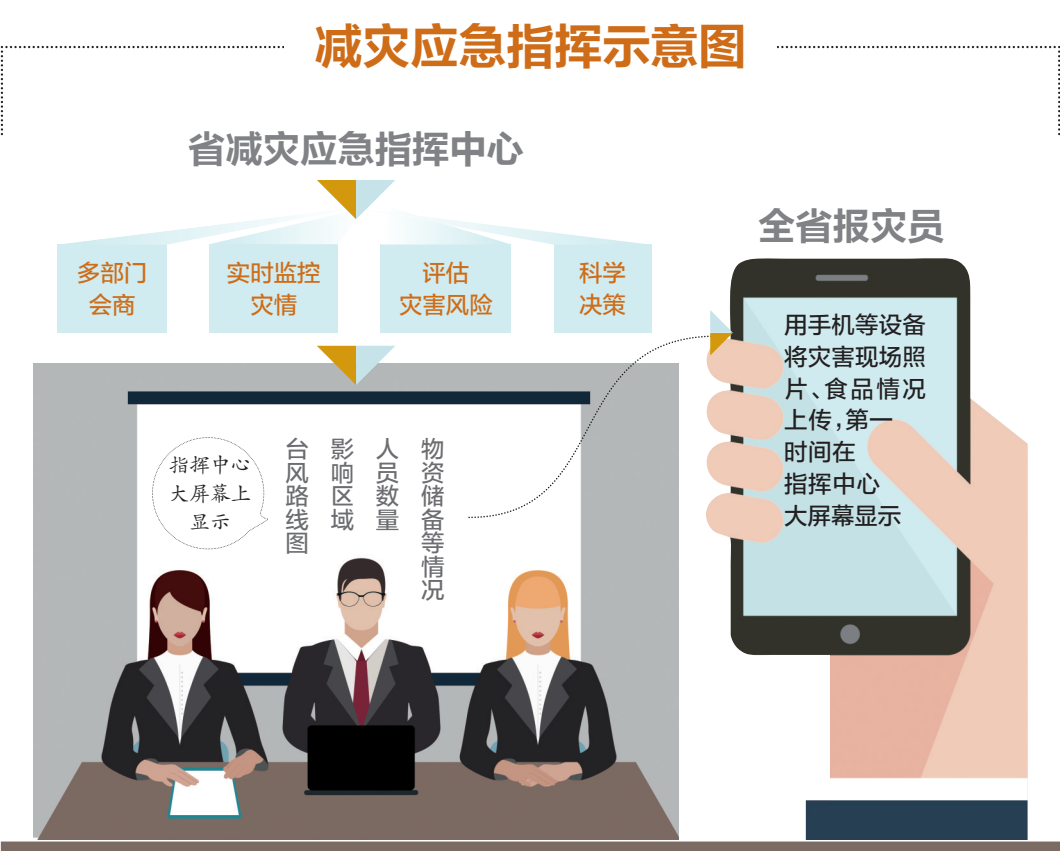 减灾应急指挥示意图
省减灾应急指挥中心
多部门
会商
实时监控
灾情
评估
灾害风险
科学
决策
指挥中心
大屏幕上
显示
台风路线图
影响区域
人员数量
物资储备等情况
全省报灾员
用手机等设备
将灾害现场照
片、食品情况
上传,第一
时间在
指挥中心
大屏幕显示